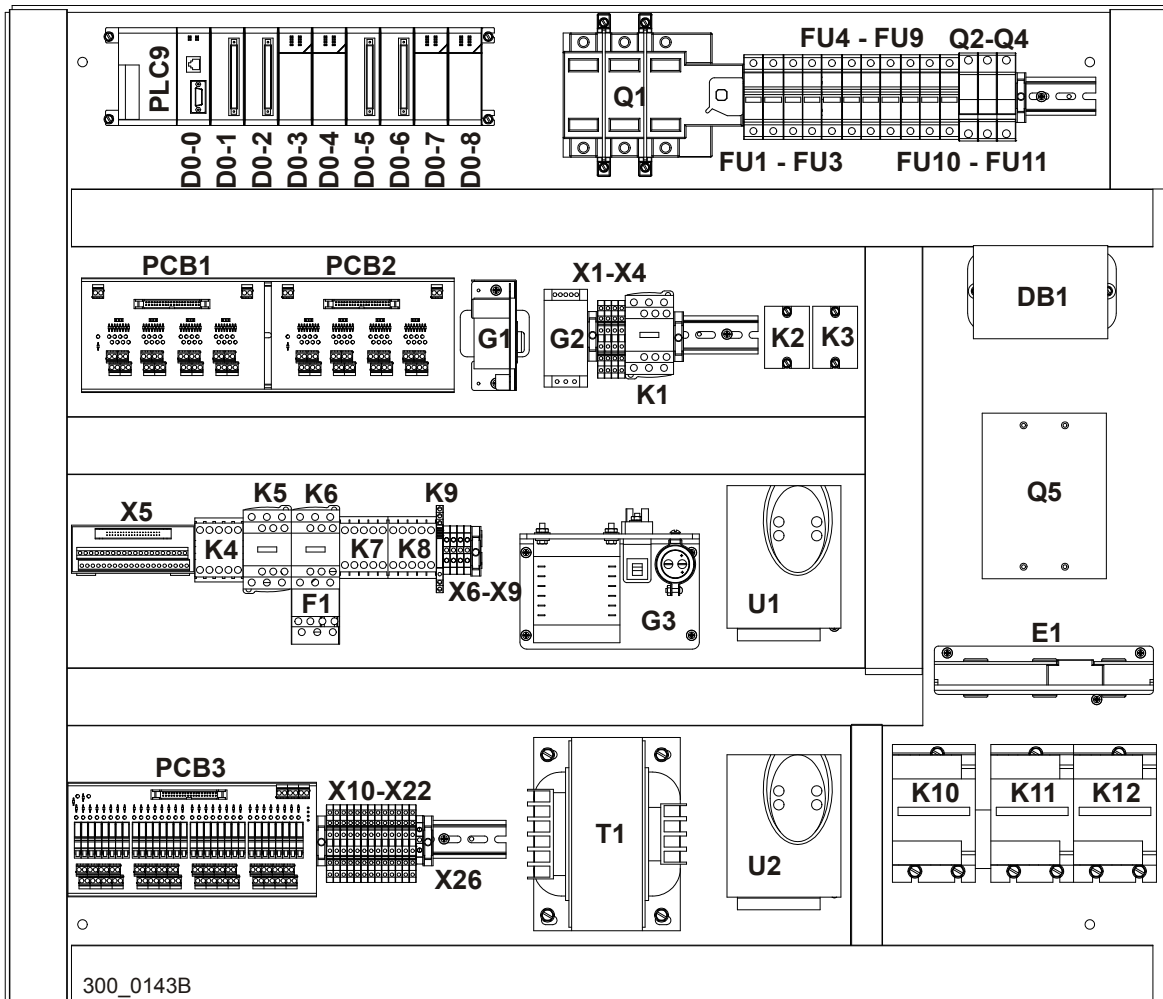 PLC9
D0-0
D0-1
D0-2
D0-3
D0-4
D0-5
D0-6
D0-7
D0-8
Q1
FU4 - FU9
Q2-Q4
FU1 - FU3
FU10 - FU11
PCB1
PCB2
G1
G2
X1-X4
K1
K2
K3
DB1
X5
K4
K5
K6
F1
K7
K8
K9
X6-X9
G3
U1
Q5
E1
PCB3
X10-X22
X26
T1
U2
K10
K11
K12
300_0143B